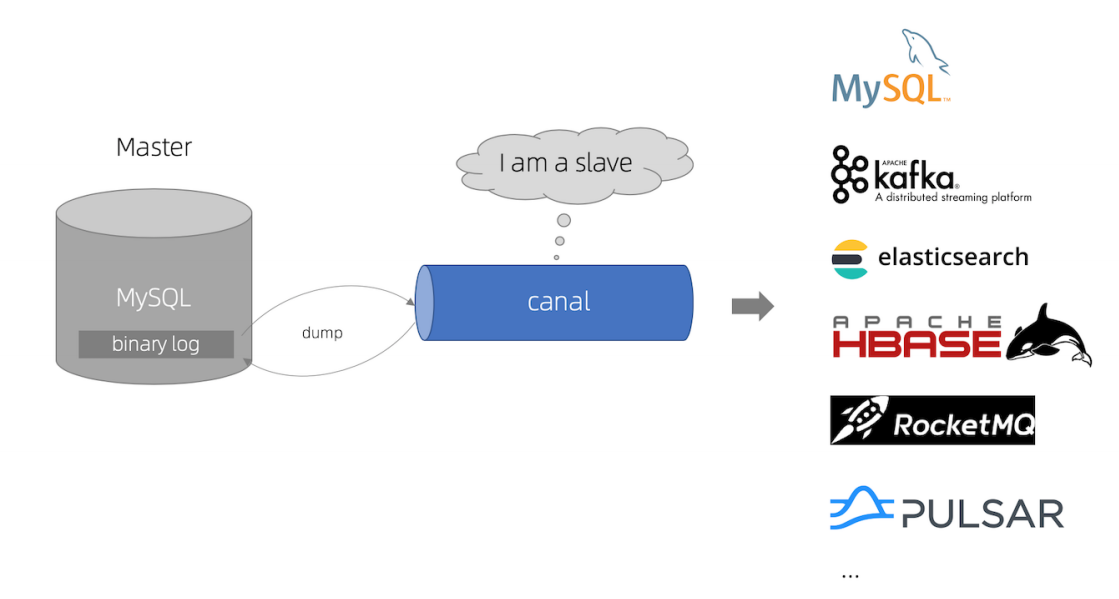 Master
MySQL
binary log
dump
I am a slave
canal
MySQL™
APACHE
kafka®
A distributed streaming platform
elasticsearch
APACHE
HBASE
RocketMQ
PULSAR
...